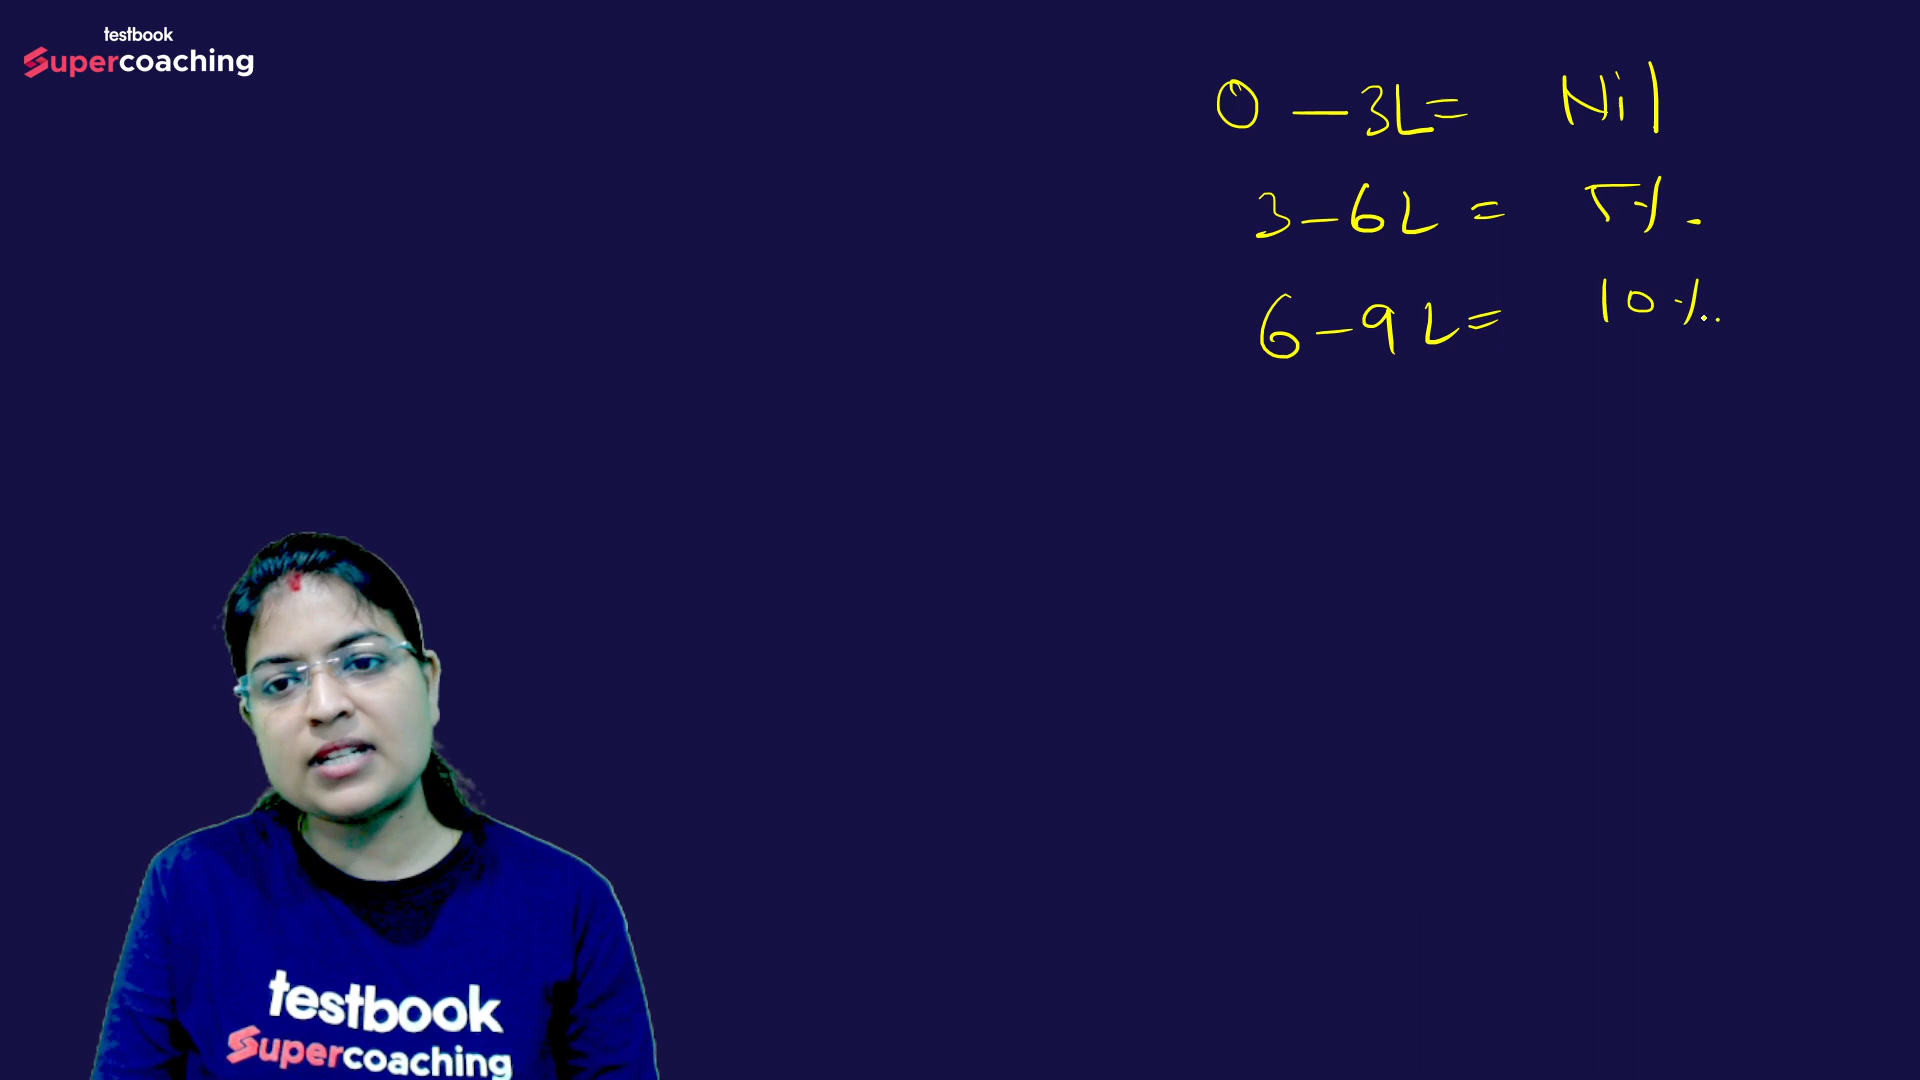 testbook
Supercoaching
0 – 3L = Nil
3 – 6L = 5%.
6 – 9L = 10%.
testbook
Supercoaching